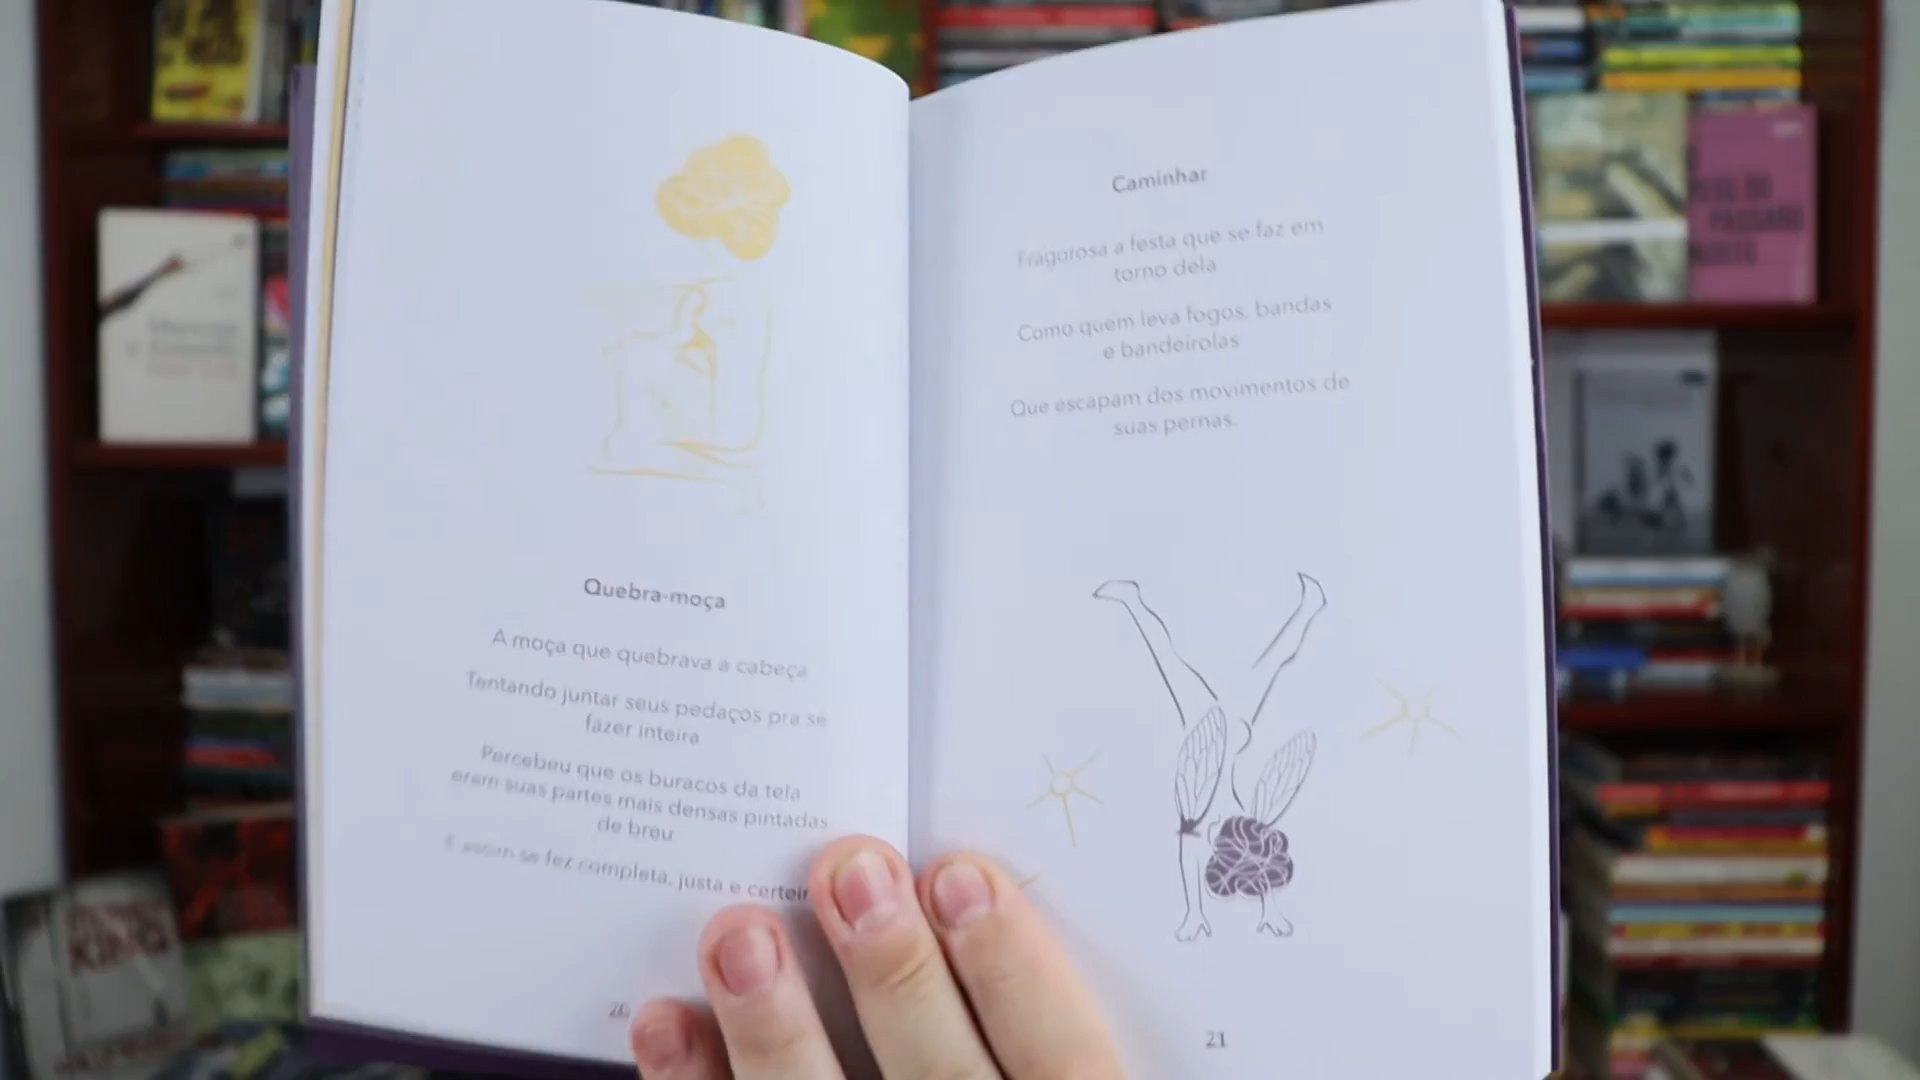 Quebra-moça
A moça que quebrava a cabeça
Tentando juntar seus pedaços pra se
fazer inteira
Percebeu que os buracos da tela
eram suas partes mais densas pintadas
de breu
E assim se fez completa, justa e
20
Caminhar
Fragorosa a festa que se faz em
torno dela
Como quem leva fogos, bandas
e bandeirolas
Que escapam dos movimentos de
suas pernas.
21
KING